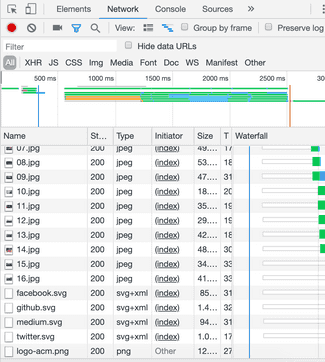 Elements Network Sources
View: Group by frame Preserve log
Filter Hide data URLs
All XHR JS CSS Img Media Font Doc WS Manifest Other
500 ms 1000 ms 1500 ms 2000 ms 2500 ms
Name St... Type Initiator Size T Waterfall
07.jpg 200 jpeg (index) 49.... 17
08.jpg 200 jpeg (index) 53.... 18
09.jpg 200 jpeg (index) 47.... 31
10.jpg 200 jpeg (index) 18.... 20
11.jpg 200 jpeg (index) 35.... 19
12.jpg 200 jpeg (index) 29.... 19
13.jpg 200 jpeg (index) 42.... 18
14.jpg 200 jpeg (index) 48.... 30
15.jpg 200 jpeg (index) 34.... 33
16.jpg 200 jpeg (index) 41.... 33
facebook.svg 200 svg+xml (index) 85... 31
github.svg 200 svg+xml (index) 1.4... 32
medium.svg 200 svg+xml (index) 94... 31
twitter.svg 200 svg+xml (index) 1.0... 17
logo-acm.png 200 png Other 12.... 27